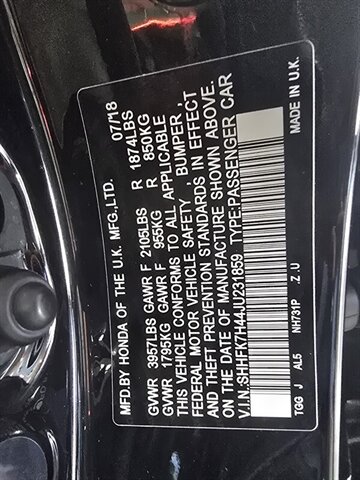 MFD.BY HONDA OF THE U.K. MFG.,LTD. 07/18
GVWR 3957LBS GAWR F 2105LBS R 1874LBS
GVWR 1795KG GAWR F 955KG R 850KG
THIS VEHICLE CONFORMS TO ALL APPLICABLE
FEDERAL MOTOR VEHICLE SAFETY, BUMPER,
AND THEFT PREVENTION STANDARDS IN EFFECT
ON THE DATE OF MANUFACTURE SHOWN ABOVE.
V.I.N.:SHHFK7H44JU231859 TYPE:PASSENGER CAR
TGG J AL5 NH731P Z.U MADE IN U.K.